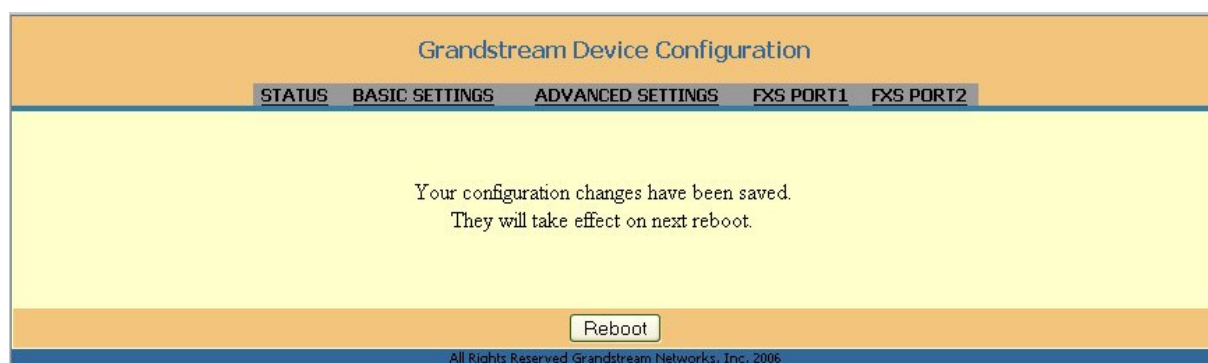 Grandstream Device Configuration
STATUS BASIC SETTINGS ADVANCED SETTINGS FXS PORT1 FXS PORT2
Your configuration changes have been saved.
They will take effect on next reboot.
Reboot
All Rights Reserved Grandstream Networks, Inc. 2006